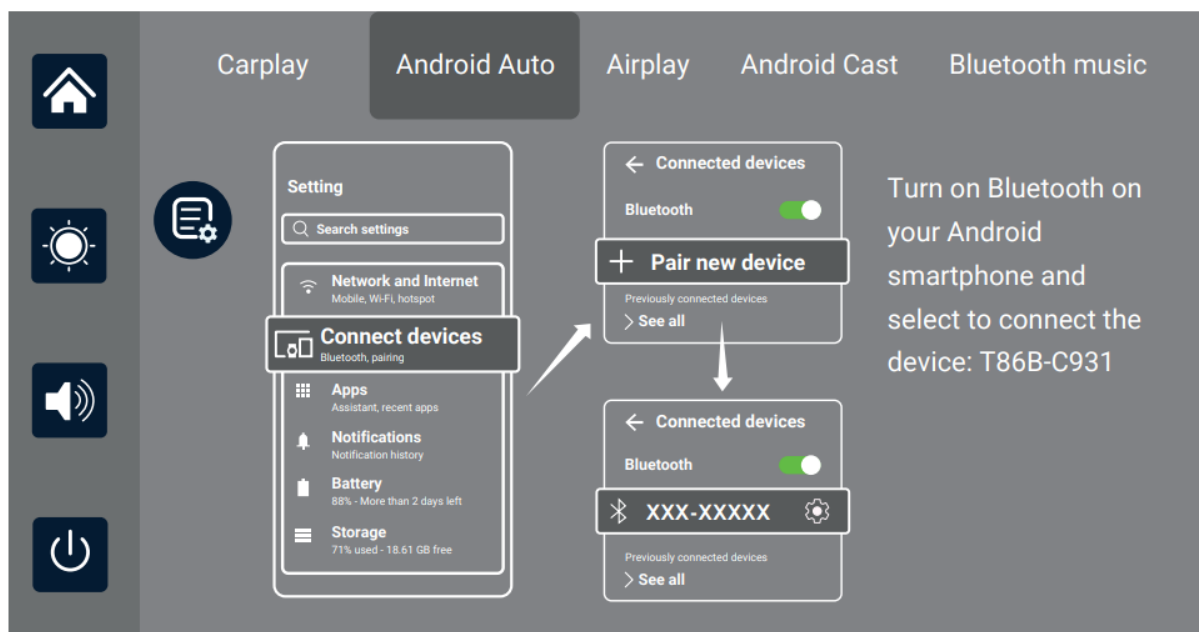 Carplay
Android Auto
Airplay
Android Cast
Bluetooth music
Setting
Search settings
Network and Internet
Mobile, Wi-Fi, hotspot
Connect devices
Bluetooth, pairing
Apps
Assistant, recent apps
Notifications
Notification history
Battery
88% - More than 2 days left
Storage
71% used - 18.61 GB free
Connected devices
Bluetooth
Pair new device
Previously connected devices
See all
Connected devices
Bluetooth
XXX-XXXXX
Previously connected devices
See all
Turn on Bluetooth on
your Android
smartphone and
select to connect the
device: T86B-C931